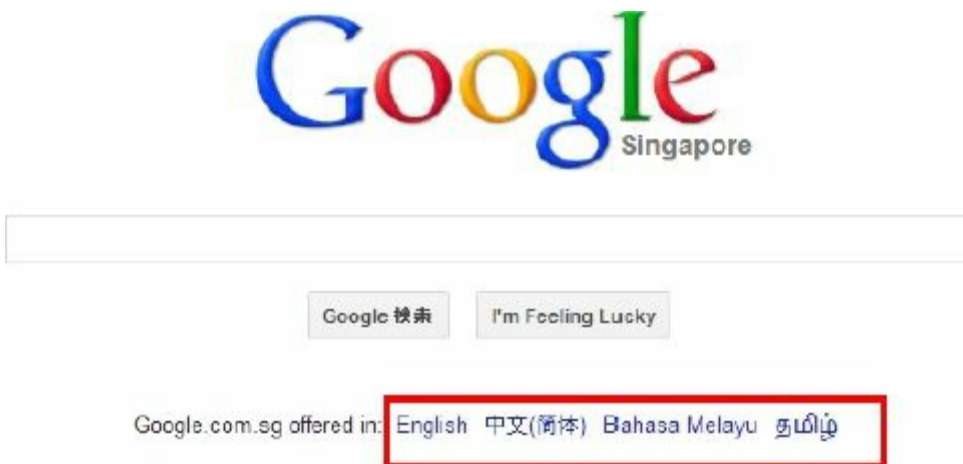 Google
Singapore
Google 検索 I'm Feeling Lucky
Google.com.sg offered in: English 中文(简体) Bahasa Melayu தமிழ்